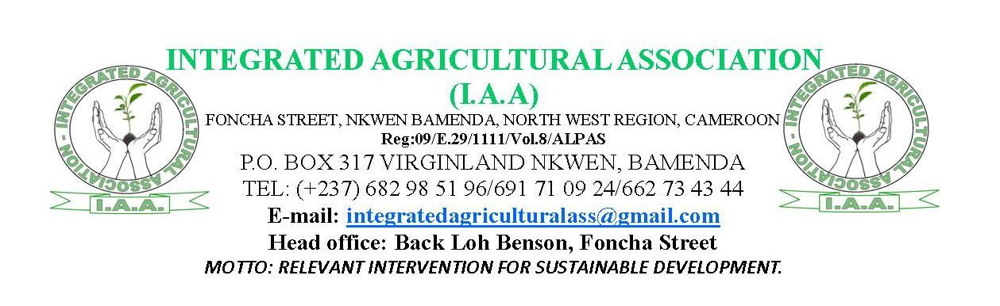 INTEGRATED AGRICULTURAL ASSOCIATION
(I.A.A)
FONCHA STREET, NKWEN BAMENDA, NORTH WEST REGION, CAMEROON
Reg:09/E.29/1111/Vol.8/ALPAS
P.O. BOX 317 VIRGINLAND NKWEN, BAMENDA
TEL: (+237) 682 98 51 96/691 71 09 24/662 73 43 44
E-mail: integratedagriculturalass@gmail.com
Head office: Back Loh Benson, Foncha Street
MOTTO: RELEVANT INTERVENTION FOR SUSTAINABLE DEVELOPMENT.
INTEGRATED AGRICULTURAL ASSOCIATION -
I.A.A.
INTEGRATED AGRICULTURAL ASSOCIATION -
I.A.A.